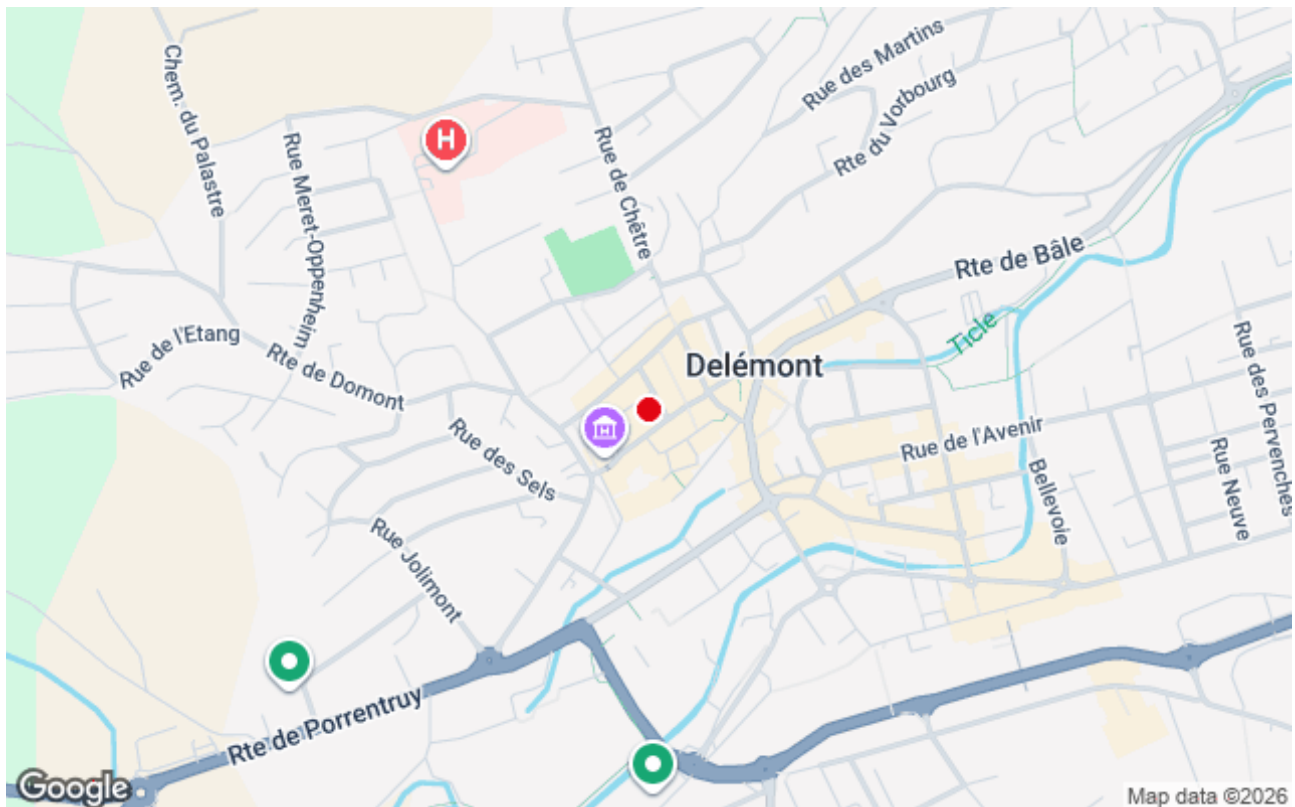 Rue des Martins
Chem. du Palastre
H
Rue du Vorbourg
Rue Meret-Oppenheim
Rue de Chêtre
Rte de Bâle
Ticle
Rue de l'Etang
Rte de Domont
Delémont
Rue des Pervenches
Rue des Sels
Rue de l'Avenir
Rue Neuve
Bellevoie
Rue Jolimont
Rte de Porrentruy
Google
Map data ©2026